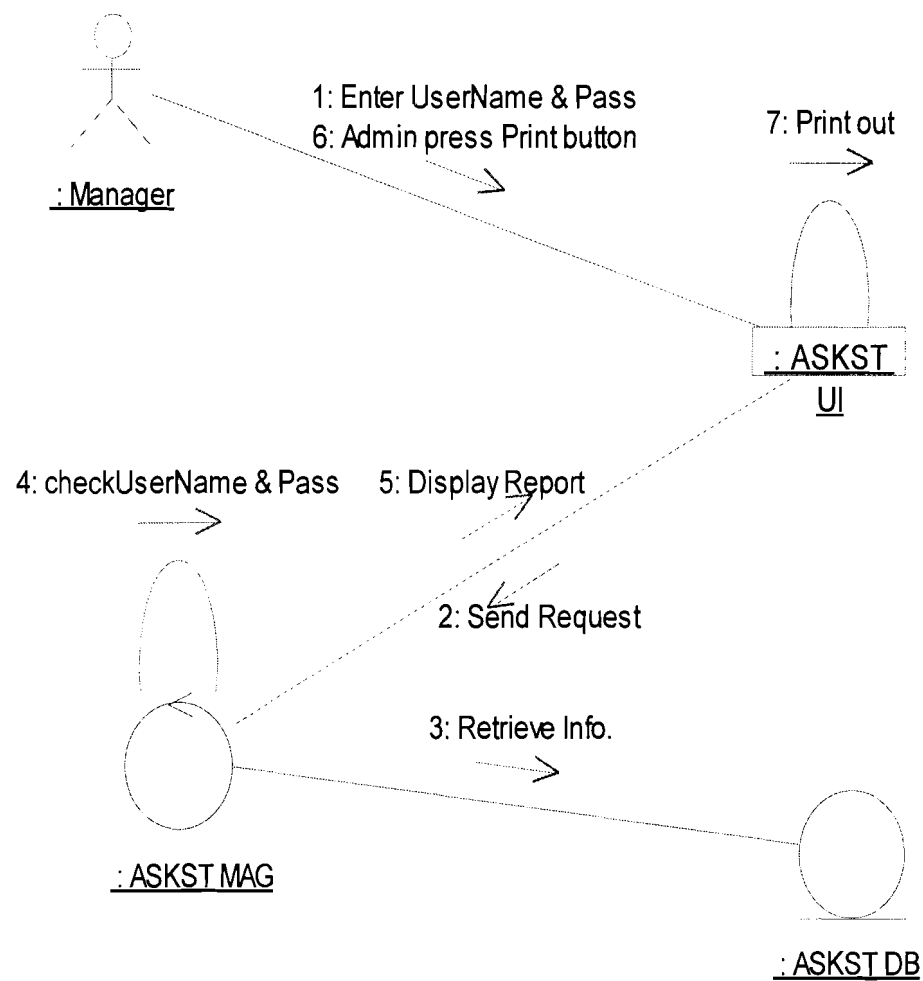 1: Enter UserName & Pass
6: Admin press Print button
7: Print out
: Manager
: ASKST
UI
4: checkUserName & Pass
5: Display Report
2: Send Request
3: Retrieve Info.
: ASKST MAG
: ASKST DB